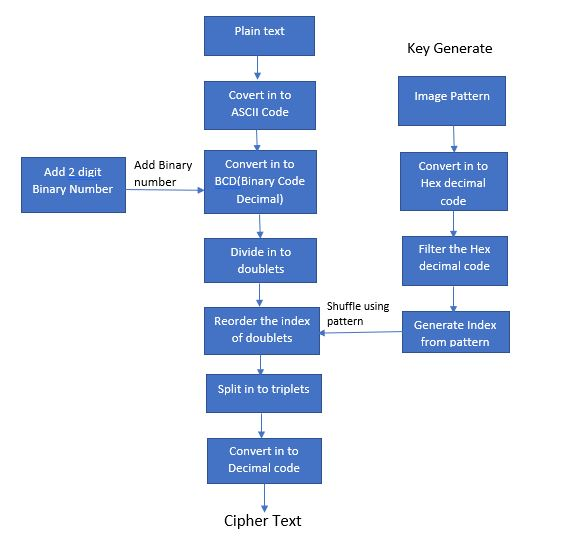 Plain text
Key Generate
Covert in to
ASCII Code
Image Pattern
Add 2 digit
Binary Number
Add Binary
number
Convert in to
BCD(Binary Code
Decimal)
Convert in to
Hex decimal
code
Divide in to
doublets
Filter the Hex
decimal code
Reorder the index
of doublets
Shuffle using
pattern
Generate Index
from pattern
Split in to triplets
Convert in to
Decimal code
Cipher Text